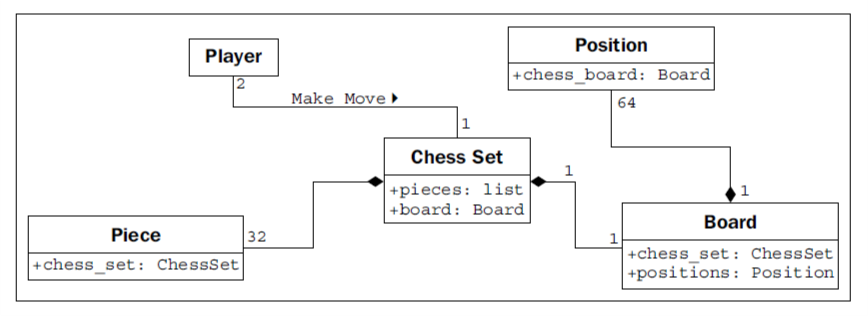 Player
2
Make Move
1
Position
+chess_board: Board
64
1
Chess Set
+pieces: list
+board: Board
1
1
Piece
+chess_set: ChessSet
32
Board
+chess_set: ChessSet
+positions: Position